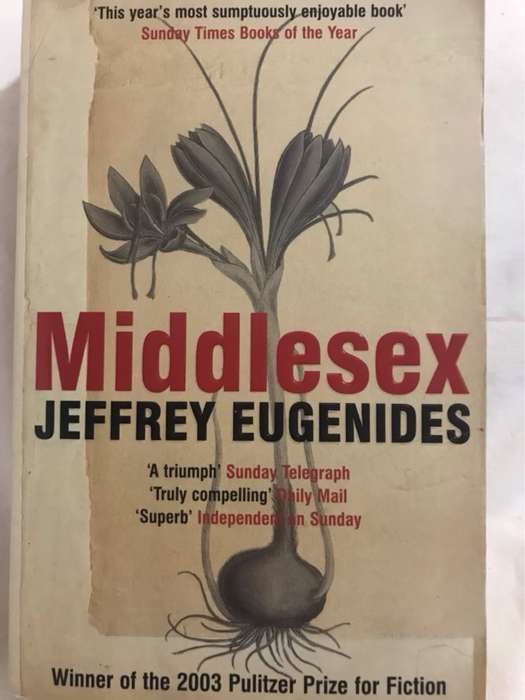 'This year's most sumptuously enjoyable book'
Sunday Times Books of the Year
Middlesex
JEFFREY EUGENIDES
'A triumph' Sunday Telegraph
'Truly compelling' Daily Mail
'Superb' Independent on Sunday
Winner of the 2003 Pulitzer Prize for Fiction